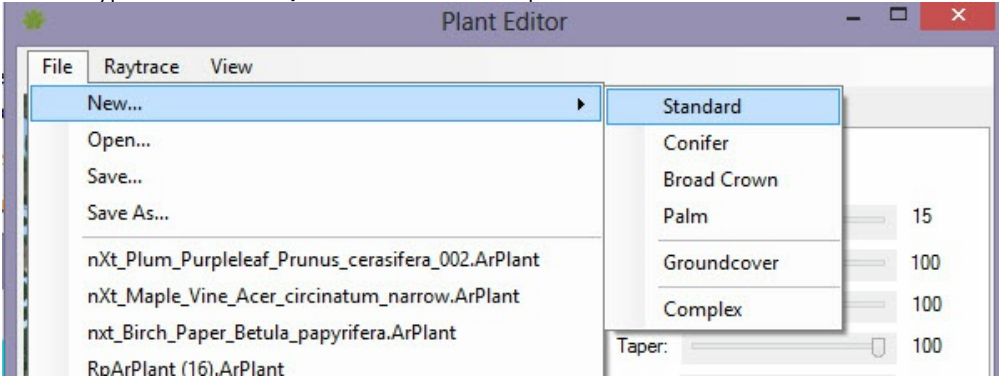 Plant Editor
File Raytrace View
New...
Open...
Save...
Save As...
nXt_Plum_Purpleleaf_Prunus_cerasifera_002.ArPlant
nXt_Maple_Vine_Acer_circinatum_narrow.ArPlant
nxt_Birch_Paper_Betula_papyrifera.ArPlant
RpArPlant (16).ArPlant
Standard
Conifer
Broad Crown
Palm
Groundcover
Complex
15
100
100
Taper: 100